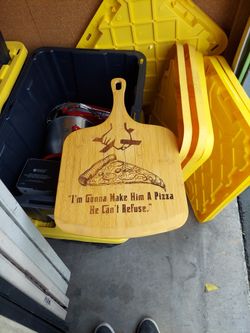 "I'm Gonna Make Him A Pizza
He Can't Refuse."